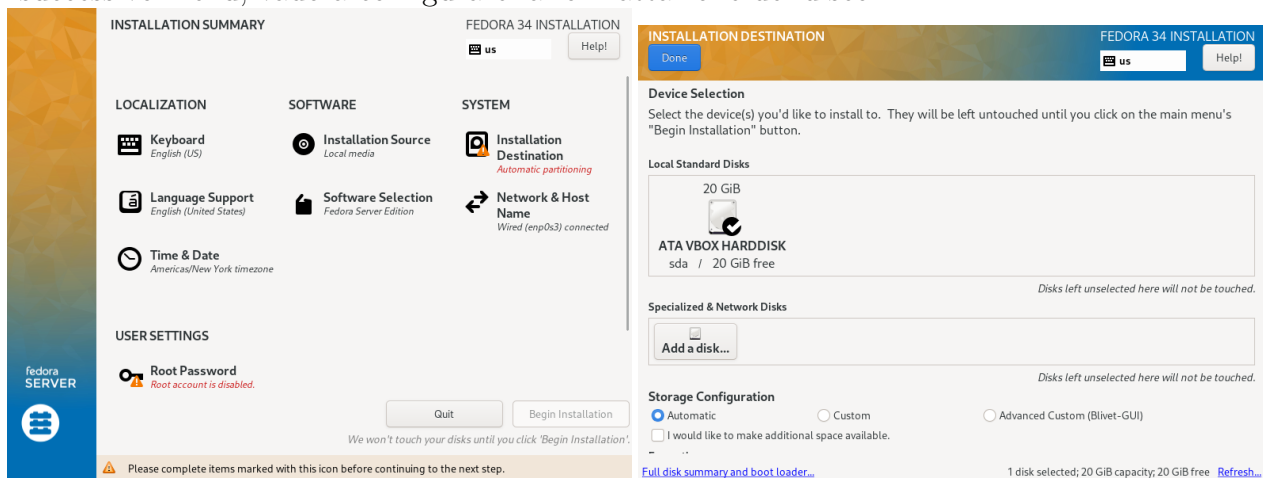 INSTALLATION SUMMARY
FEDORA 34 INSTALLATION
us
Help!
LOCALIZATION
SOFTWARE
SYSTEM
Keyboard
English (US)
Installation Source
Local media
Installation
Destination
Automatic partitioning
Language Support
English (United States)
Software Selection
Fedora Server Edition
Network & Host
Name
Wired (enp0s3) connected
Time & Date
Americas/New York timezone
USER SETTINGS
Root Password
Root account is disabled.
fedora
SERVER
Quit
Begin Installation
We won't touch your disks until you click 'Begin Installation'.
Please complete items marked with this icon before continuing to the next step.
INSTALLATION DESTINATION
FEDORA 34 INSTALLATION
Done
us
Help!
Device Selection
Select the device(s) you'd like to install to. They will be left untouched until you click on the main menu's
"Begin Installation" button.
Local Standard Disks
20 GiB
ATA VBOX HARDDISK
sda / 20 GiB free
Disks left unselected here will not be touched.
Specialized & Network Disks
Add a disk...
Disks left unselected here will not be touched.
Storage Configuration
Automatic
Custom
Advanced Custom (Blivet-GUI)
I would like to make additional space available.
Full disk summary and boot loader...
1 disk selected; 20 GiB capacity; 20 GiB free
Refresh...